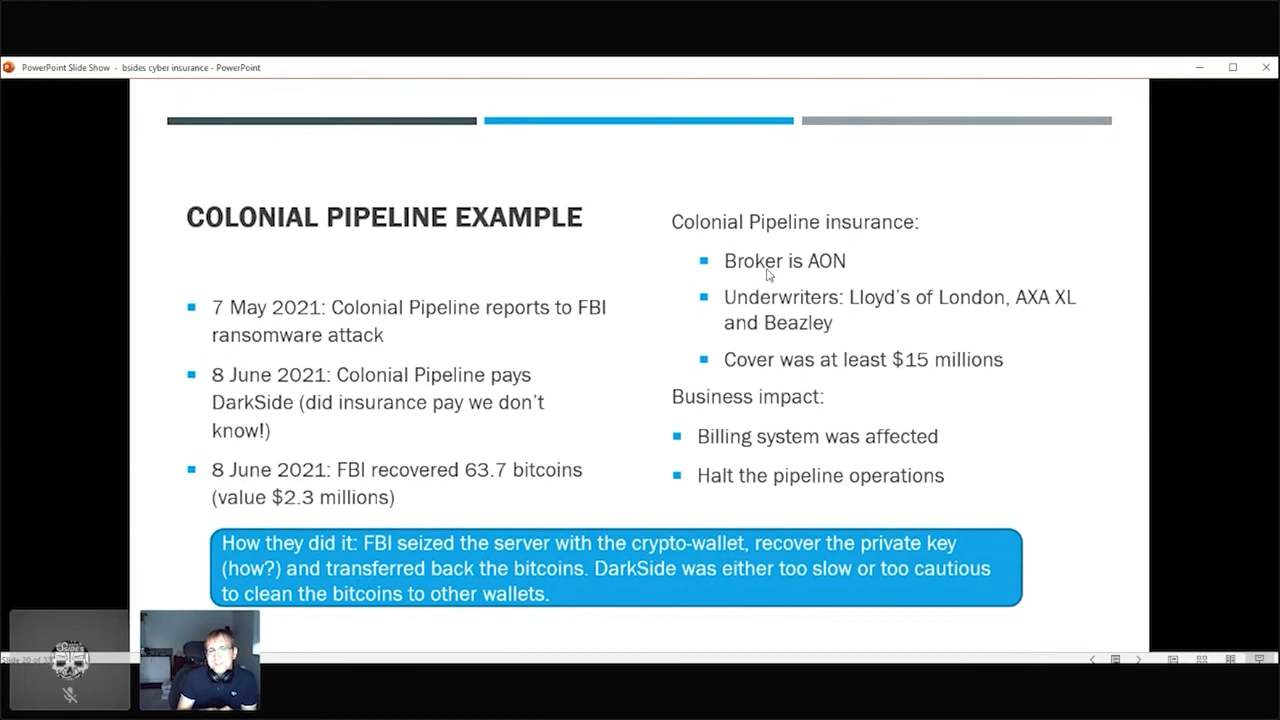 PowerPoint Slide Show - bsides cyber insurance - PowerPoint
COLONIAL PIPELINE EXAMPLE
7 May 2021: Colonial Pipeline reports to FBI
ransomware attack
8 June 2021: Colonial Pipeline pays
DarkSide (did insurance pay we don't
know!)
8 June 2021: FBI recovered 63.7 bitcoins
(value $2.3 millions)
Colonial Pipeline insurance:
Broker is AON
Underwriters: Lloyd's of London, AXA XL
and Beazley
Cover was at least $15 millions
Business impact:
Billing system was affected
Halt the pipeline operations
How they did it: FBI seized the server with the crypto-wallet, recover the private key
(how?) and transferred back the bitcoins. DarkSide was either too slow or too cautious
to clean the bitcoins to other wallets.